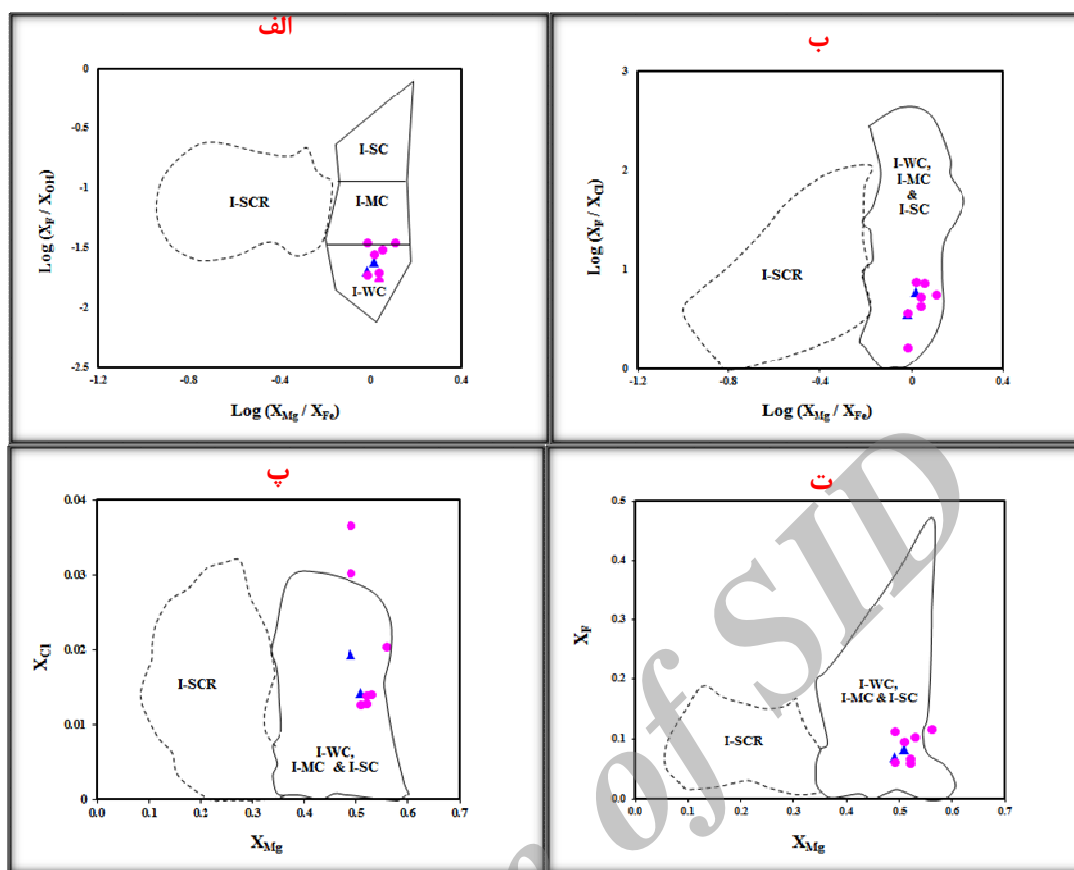 الف
0
-0.5
-1
-1.5
-2
-2.5
-1.2
-0.8
-0.4
0
0.4
Log (X_F / X_OH)
Log (X_Mg / X_Fe)
I-SC
I-SCR
I-MC
I-WC
ب
3
2
1
0
-1.2
-0.8
-0.4
0
0.4
Log (X_F / X_Cl)
Log (X_Mg / X_Fe)
I-WC,
I-MC
&
I-SC
I-SCR
پ
0.04
0.03
0.02
0.01
0
0.0
0.1
0.2
0.3
0.4
0.5
0.6
0.7
X_Cl
X_Mg
I-SCR
I-WC,
I-MC & I-SC
ت
0.5
0.4
0.3
0.2
0.1
0.0
0.0
0.1
0.2
0.3
0.4
0.5
0.6
0.7
X_F
X_Mg
I-WC,
I-MC & I-SC
I-SCR
of SID